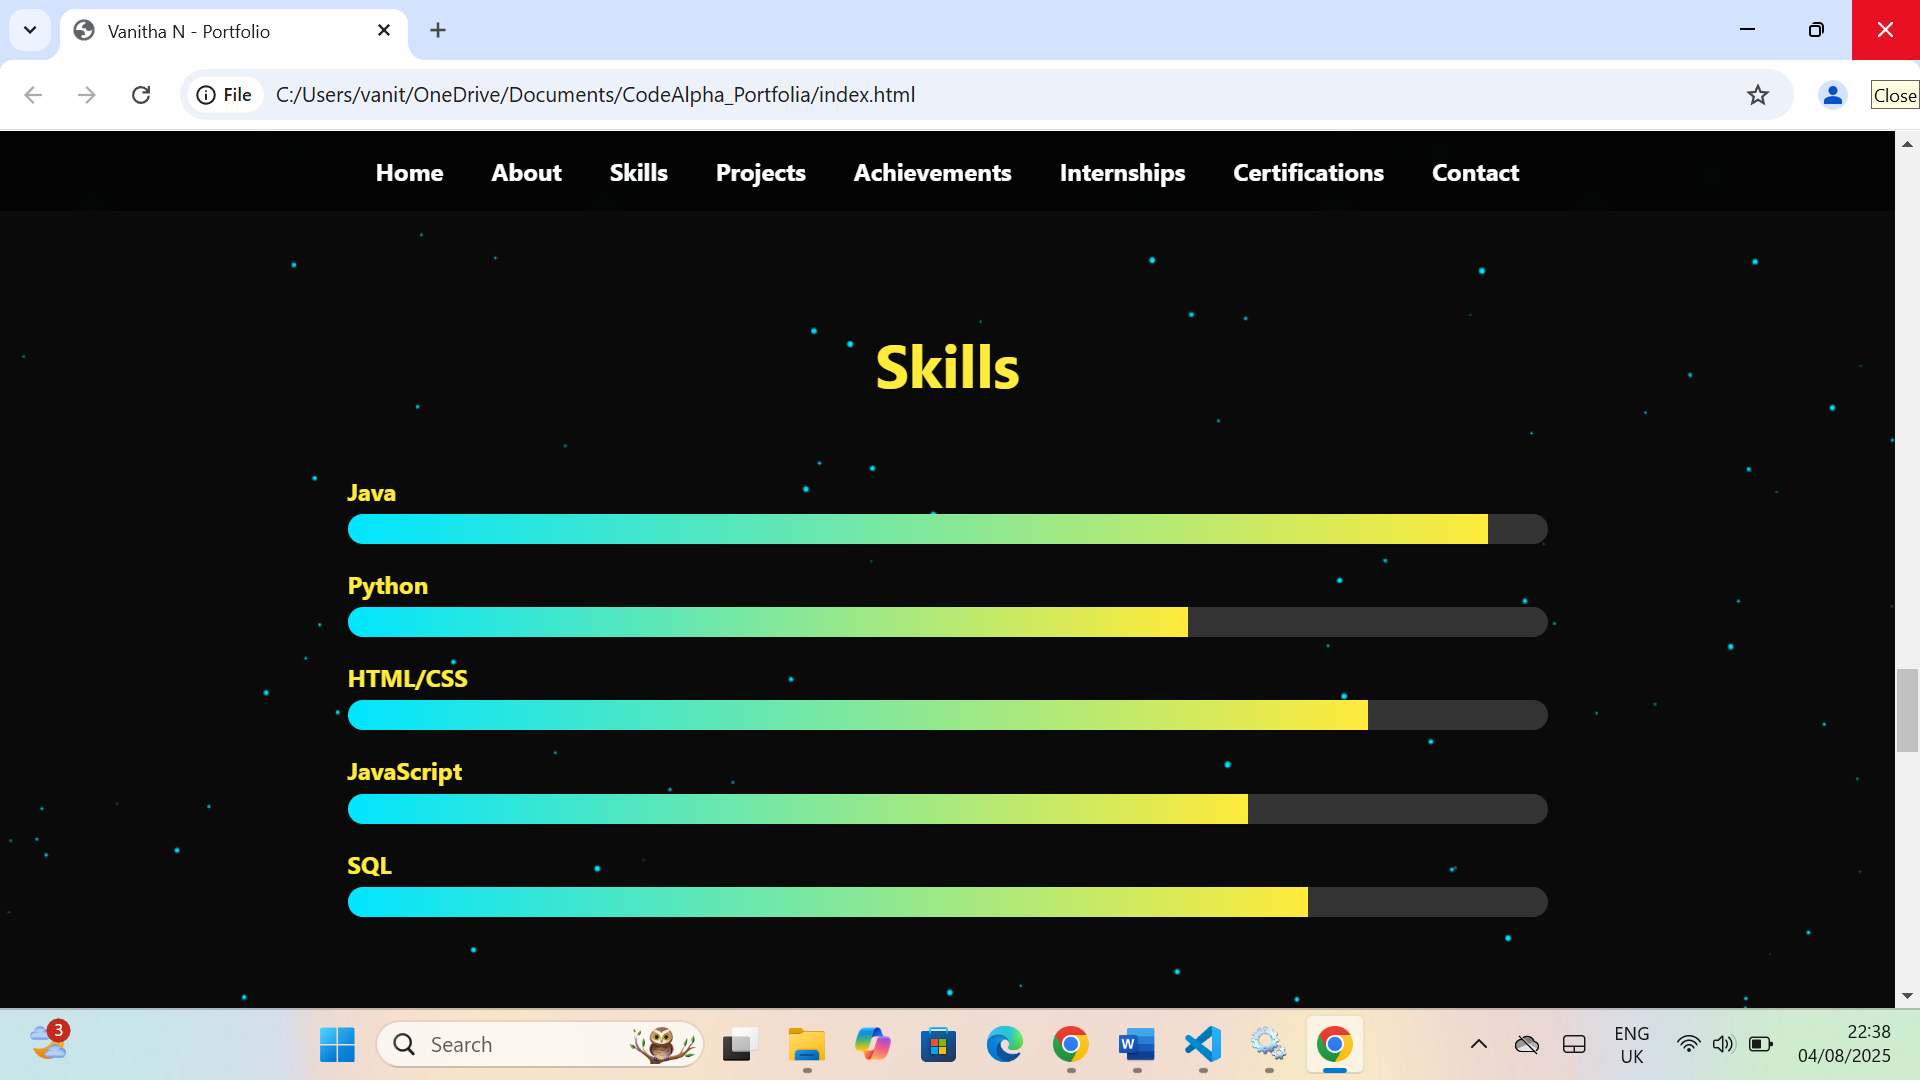 Vanitha N - Portfolio
File C:/Users/vanit/OneDrive/Documents/CodeAlpha_Portfolia/index.html
Close
Home About Skills Projects Achievements Internships Certifications Contact
Skills
Java
Python
HTML/CSS
JavaScript
SQL
3
Search
W
ENG
UK
22:38
04/08/2025